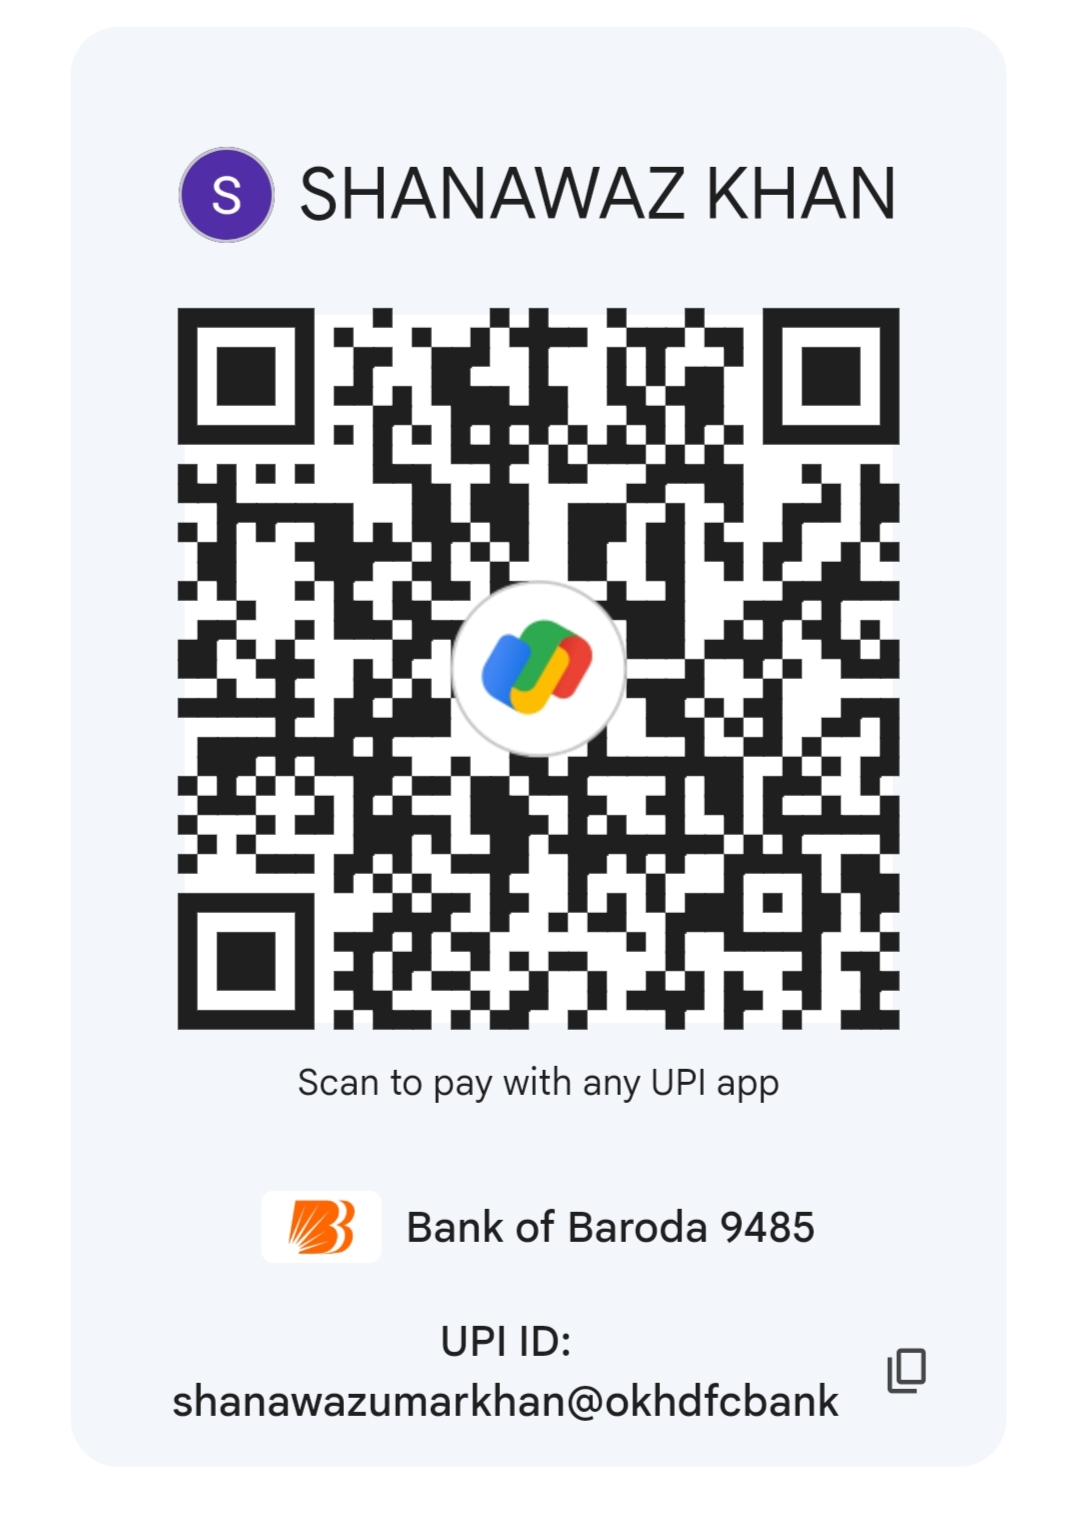 S SHANAWAZ KHAN
Scan to pay with any UPI app
Bank of Baroda 9485
UPI ID:
shanawazumarkhan@okhdfcbank